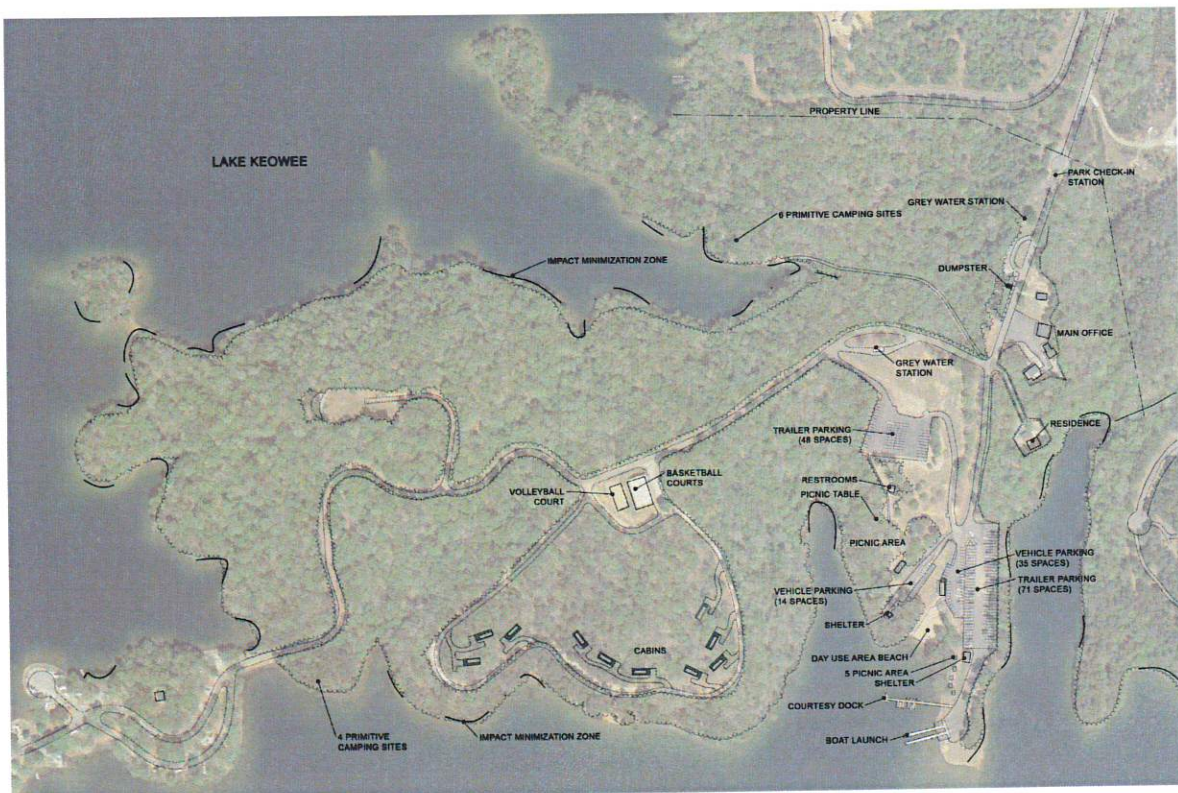 PROPERTY LINE
LAKE KEOWEE
PARK CHECK-IN
STATION
GREY WATER STATION
6 PRIMITIVE CAMPING SITES
IMPACT MINIMIZATION ZONE
DUMPSTER
MAIN OFFICE
GREY WATER
STATION
RESIDENCE
TRAILER PARKING
(48 SPACES)
BASKETBALL
COURTS
VOLLEYBALL
COURT
RESTROOMS
PICNIC TABLE
PICNIC AREA
VEHICLE PARKING
(35 SPACES)
TRAILER PARKING
(71 SPACES)
VEHICLE PARKING
(14 SPACES)
SHELTER
CABINS
DAY USE AREA BEACH
5 PICNIC AREA
SHELTER
COURTESY DOCK
4 PRIMITIVE
CAMPING SITES
IMPACT MINIMIZATION ZONE
BOAT LAUNCH